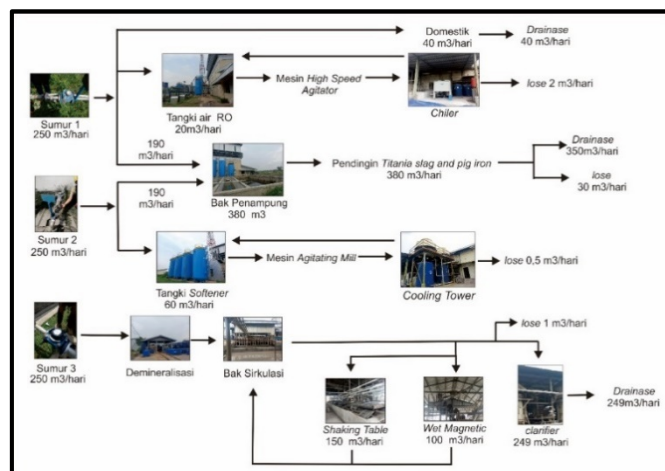 Domestik
40 m3/hari
Drainase
40 m3/hari
Sumur 1
250 m3/hari
Tangki air RO
20m3/hari
Mesin High Speed
Agitator
Chiler
lose 2 m3/hari
190
m3/hari
190
m3/hari
Bak Penampung
380 m3
Pendingin Titania slag and pig iron
380 m3/hari
Drainase
350m3/hari
lose
30 m3/hari
Sumur 2
250 m3/hari
Tangki Softener
60 m3/hari
Mesin Agitating Mill
Cooling Tower
lose 0,5 m3/hari
Sumur 3
250 m3/hari
Demineralisasi
Bak Sirkulasi
lose 1 m3/hari
Shaking Table
150 m3/hari
Wet Magnetic
100 m3/hari
clarifier
249 m3/hari
Drainase
249m3/hari